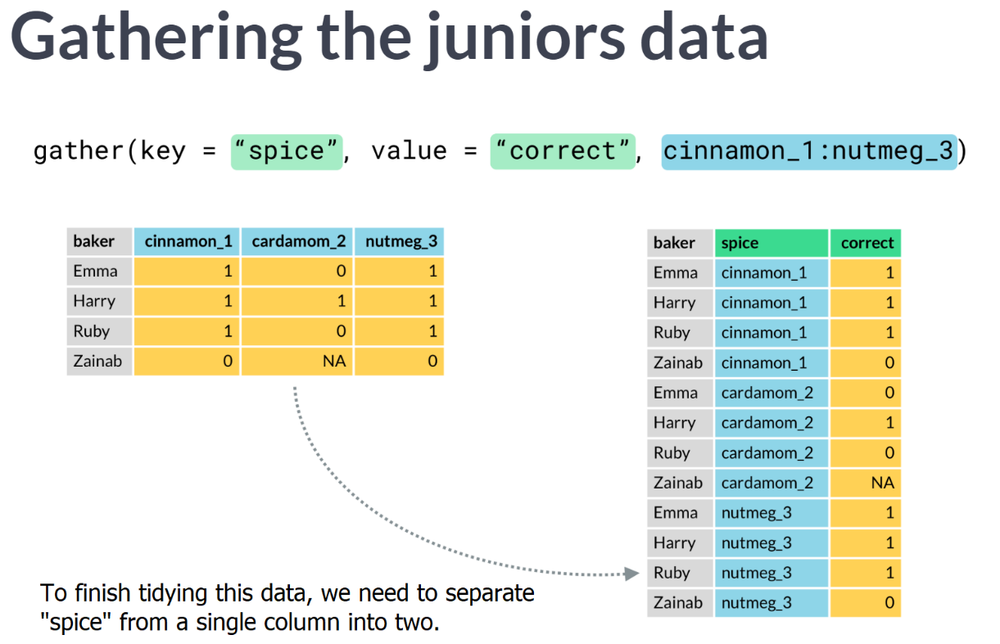 Gathering the juniors data
gather(key = “spice”, value = “correct”, cinnamon_1:nutmeg_3)
baker cinnamon_1 cardamom_2 nutmeg_3
Emma 1 0 1
Harry 1 1 1
Ruby 1 0 1
Zainab 0 NA 0
baker spice correct
Emma cinnamon_1 1
Harry cinnamon_1 1
Ruby cinnamon_1 1
Zainab cinnamon_1 0
Emma cardamom_2 0
Harry cardamom_2 1
Ruby cardamom_2 0
Zainab cardamom_2 NA
Emma nutmeg_3 1
Harry nutmeg_3 1
Ruby nutmeg_3 1
Zainab nutmeg_3 0
To finish tidying this data, we need to separate
"spice" from a single column into two.